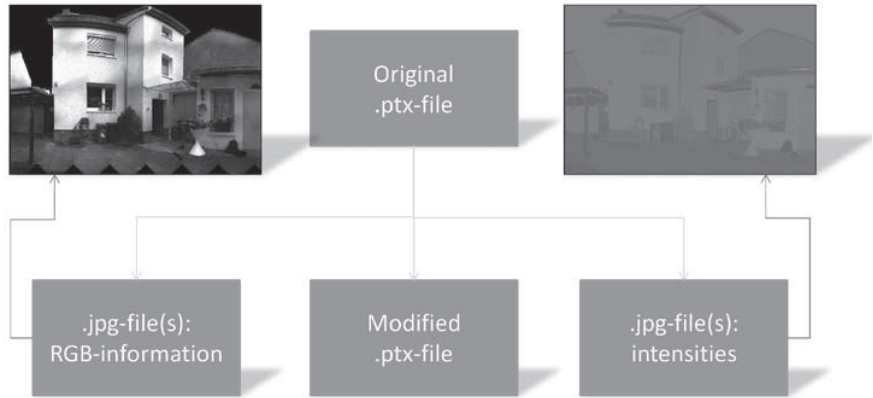 Original
.ptx-file
.jpg-file(s):
RGB-information
Modified
.ptx-file
.jpg-file(s):
intensities